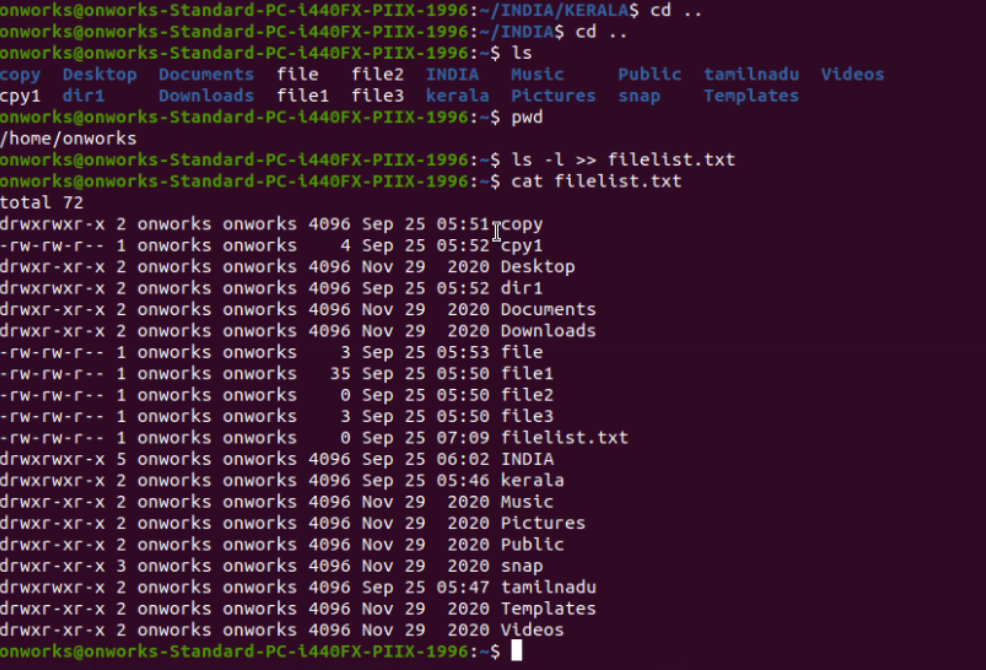 onworks@onworks-Standard-PC-i440FX-PIIX-1996:~/INDIA/KERALA$ cd ..
onworks@onworks-Standard-PC-i440FX-PIIX-1996:~/INDIA$ cd ..
onworks@onworks-Standard-PC-i440FX-PIIX-1996:~$ ls
copy  Desktop  Documents  file   file2  INDIA   Music     Public  tamilnadu  Videos
cpy1  dir1     Downloads  file1  file3  kerala  Pictures  snap    Templates
onworks@onworks-Standard-PC-i440FX-PIIX-1996:~$ pwd
/home/onworks
onworks@onworks-Standard-PC-i440FX-PIIX-1996:~$ ls -l >> filelist.txt
onworks@onworks-Standard-PC-i440FX-PIIX-1996:~$ cat filelist.txt
total 72
drwxrwxr-x 2 onworks onworks 4096 Sep 25 05:51 copy
-rw-rw-r-- 1 onworks onworks    4 Sep 25 05:52 cpy1
drwxr-xr-x 2 onworks onworks 4096 Nov 29  2020 Desktop
drwxrwxr-x 2 onworks onworks 4096 Sep 25 05:52 dir1
drwxr-xr-x 2 onworks onworks 4096 Nov 29  2020 Documents
drwxr-xr-x 2 onworks onworks 4096 Nov 29  2020 Downloads
-rw-rw-r-- 1 onworks onworks    3 Sep 25 05:53 file
-rw-rw-r-- 1 onworks onworks   35 Sep 25 05:50 file1
-rw-rw-r-- 1 onworks onworks    0 Sep 25 05:50 file2
-rw-rw-r-- 1 onworks onworks    3 Sep 25 05:50 file3
-rw-rw-r-- 1 onworks onworks    0 Sep 25 07:09 filelist.txt
drwxrwxr-x 5 onworks onworks 4096 Sep 25 06:02 INDIA
drwxrwxr-x 2 onworks onworks 4096 Sep 25 05:46 kerala
drwxr-xr-x 2 onworks onworks 4096 Nov 29  2020 Music
drwxr-xr-x 2 onworks onworks 4096 Nov 29  2020 Pictures
drwxr-xr-x 2 onworks onworks 4096 Nov 29  2020 Public
drwxr-xr-x 3 onworks onworks 4096 Nov 29  2020 snap
drwxrwxr-x 2 onworks onworks 4096 Sep 25 05:47 tamilnadu
drwxr-xr-x 2 onworks onworks 4096 Nov 29  2020 Templates
drwxr-xr-x 2 onworks onworks 4096 Nov 29  2020 Videos
onworks@onworks-Standard-PC-i440FX-PIIX-1996:~$